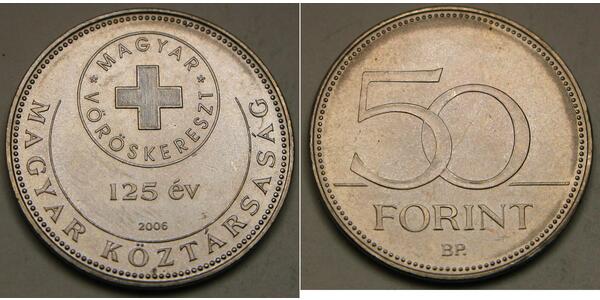 MAGYAR
VÖRÖSKERESZT
125 év
2006
MAGYAR KÖZTÁRSASÁG
50
FORINT
BP.